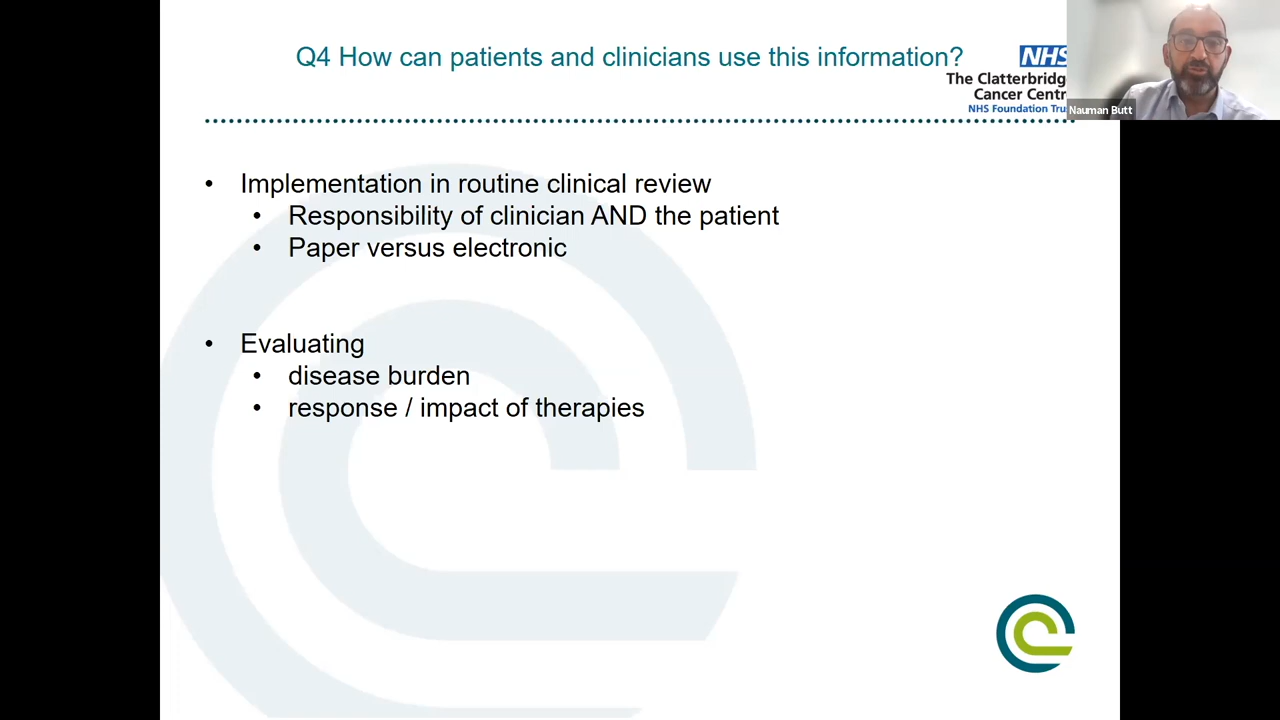 Q4 How can patients and clinicians use this information?
NHS
The Clatterbridge
Cancer Centr
NHS Foundation Tru
Nauman Butt
• Implementation in routine clinical review
• Responsibility of clinician AND the patient
• Paper versus electronic
• Evaluating
• disease burden
• response / impact of therapies